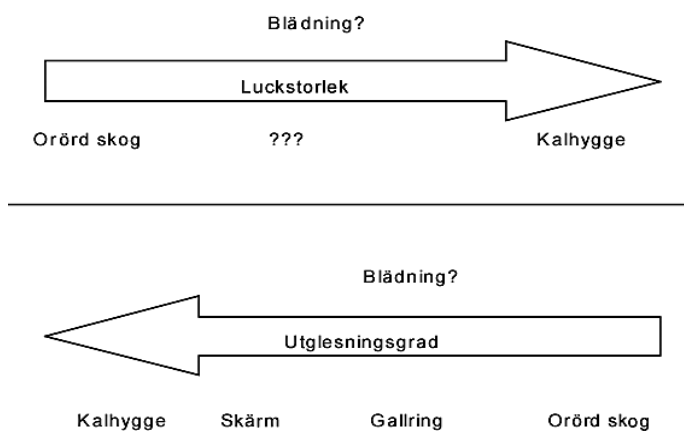 Blädning?
Luckstorlek
Orörd skog ??? Kalhygge
Blädning?
Utglesningsgrad
Kalhygge Skärm Gallring Orörd skog